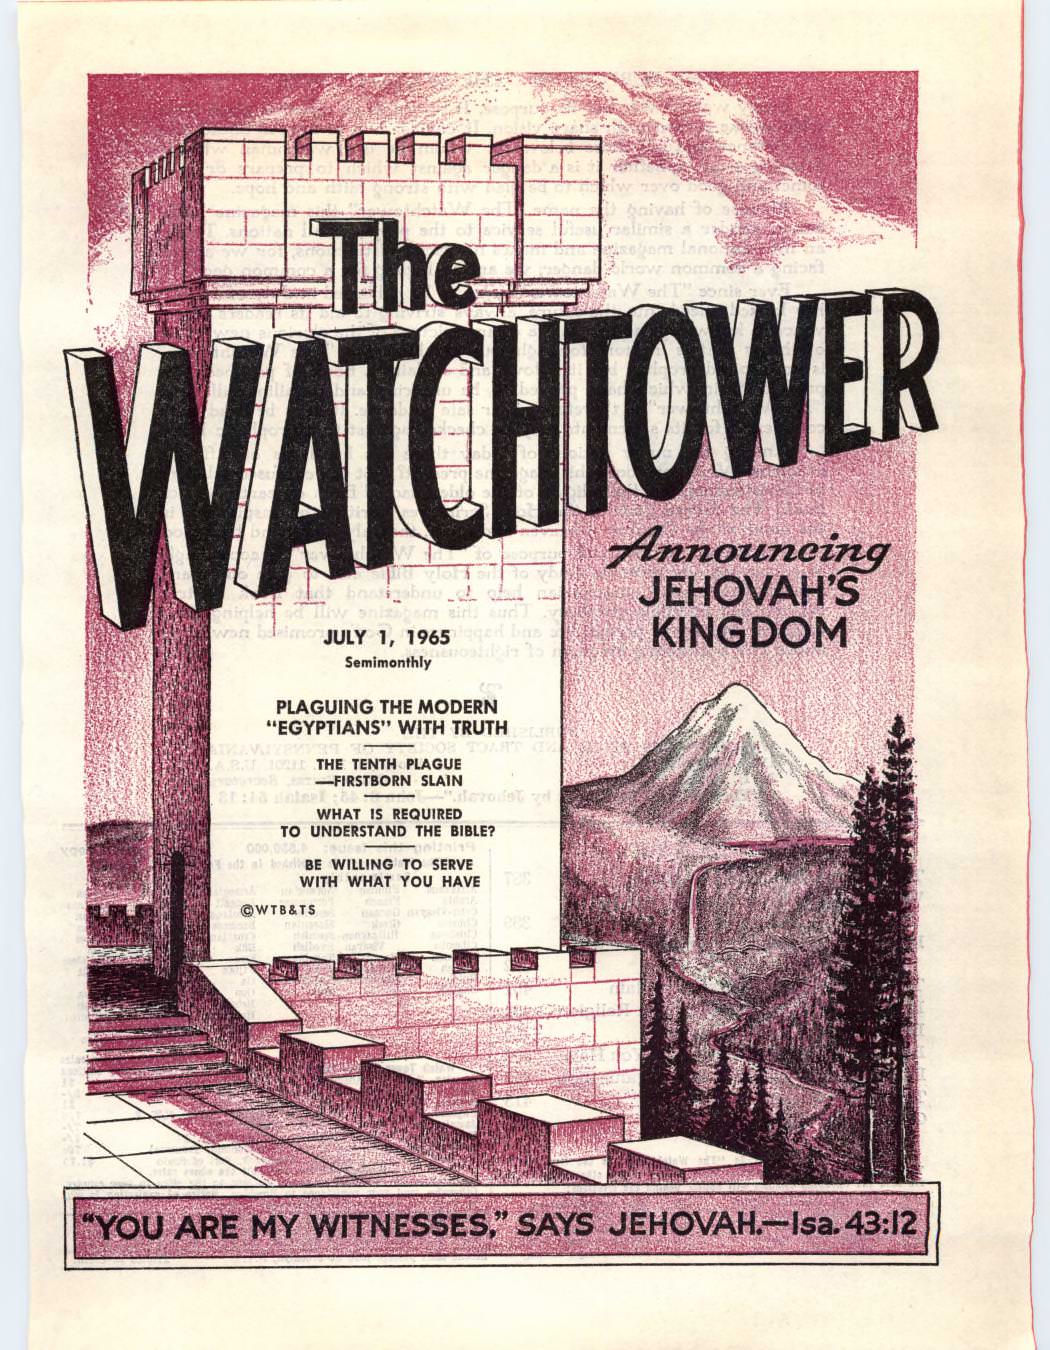 The
WATCHTOWER
Announcing
JEHOVAH'S
KINGDOM
JULY 1, 1965
Semimonthly
PLAGUING THE MODERN
"EGYPTIANS" WITH TRUTH
THE TENTH PLAGUE
—FIRSTBORN SLAIN
WHAT IS REQUIRED
TO UNDERSTAND THE BIBLE?
BE WILLING TO SERVE
WITH WHAT YOU HAVE
©WTB&TS
"YOU ARE MY WITNESSES," SAYS JEHOVAH.—Isa. 43:12